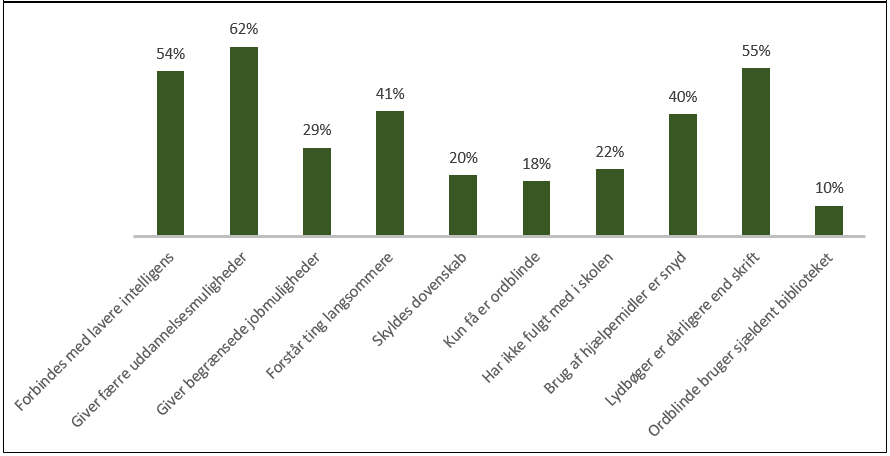 54%
62%
29%
41%
20%
18%
22%
40%
55%
10%
Forbindes med lavere intelligens
Giver færre uddannelsesmuligheder
Giver begrænsede jobmuligheder
Forstår ting langsommere
Skyldes dovenskab
Kun få er ordblinde
Har ikke fulgt med i skolen
Brug af hjælpemidler er snyd
Lydbøger er dårligere end skrift
Ordblinde bruger sjældent biblioteket